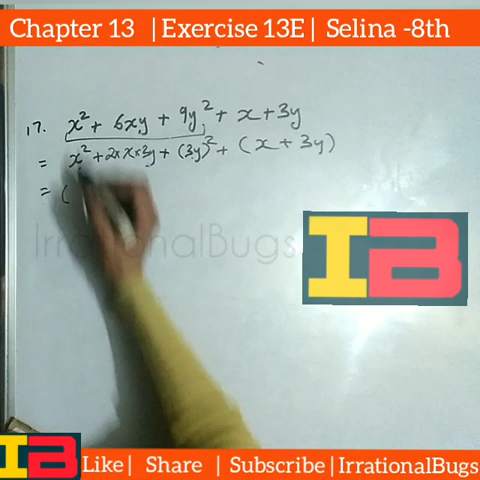 Chapter 13 | Exercise 13E | Selina -8th
17. x² + 6xy + 9y² + x + 3y
= x² + 2×x×3y + (3y)² + (x + 3y)
= (
IrrationalBugs
IB
IB Like | Share | Subscribe | IrrationalBugs